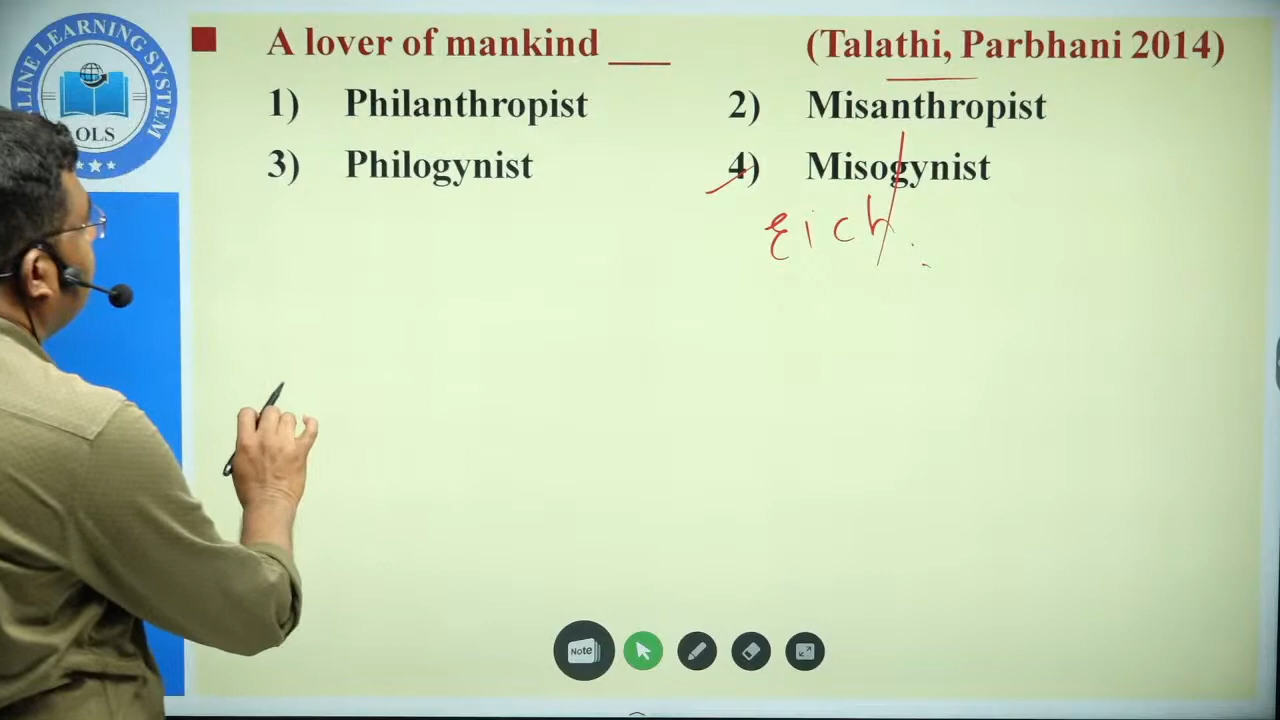 A lover of mankind ___ (Talathi, Parbhani 2014)
1) Philanthropist 2) Misanthropist
3) Philogynist 4) Misogynist
LINE LEARNING SYSTEM
OLS
Note